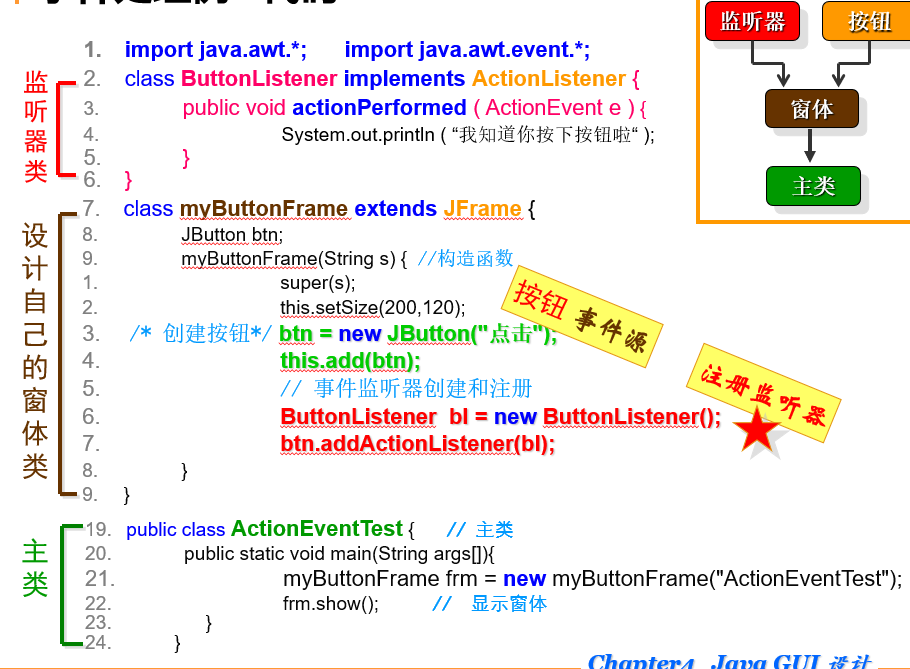 1. import java.awt.*; import java.awt.event.*;
监听器类
2. class ButtonListener implements ActionListener {
3. public void actionPerformed ( ActionEvent e ) {
4. System.out.println ( “我知道你按下按钮啦“ );
5. }
6. }
设计自己的窗体类
7. class myButtonFrame extends JFrame {
8. JButton btn;
9. myButtonFrame(String s) { //构造函数
1. super(s);
2. this.setSize(200,120);
3. /* 创建按钮*/ btn = new JButton("点击");
4. this.add(btn);
5. // 事件监听器创建和注册
6. ButtonListener bl = new ButtonListener();
7. btn.addActionListener(bl);
8. }
9. }
按钮 事件源
注册监听器
主类
19. public class ActionEventTest { // 主类
20. public static void main(String args[]){
21. myButtonFrame frm = new myButtonFrame("ActionEventTest");
22. frm.show(); // 显示窗体
23. }
24. }
监听器
按钮
窗体
主类
Chapter4 Java GUI 设计